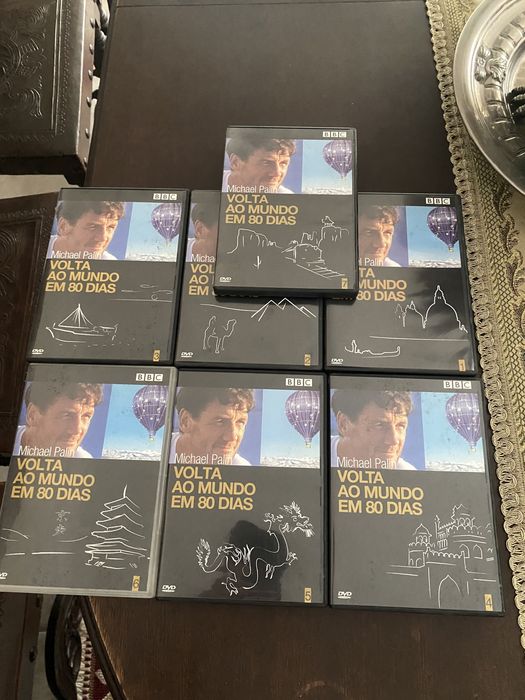 BBC
Michael Palin
VOLTA
AO MUNDO
EM 80 DIAS
DVD
7
BBC
Michael Palin
VOLTA
AO MUNDO
EM 80 DIAS
DVD
3
Michael
VOLTA
AO MU
EM 80
DVD
2
BBC
DVD
1
BBC
Michael Palin
VOLTA
AO MUNDO
EM 80 DIAS
6
BBC
Michael Palin
VOLTA
AO MUNDO
EM 80 DIAS
DVD
5
BBC
Michael Palin
VOLTA
AO MUNDO
EM 80 DIAS
DVD
4